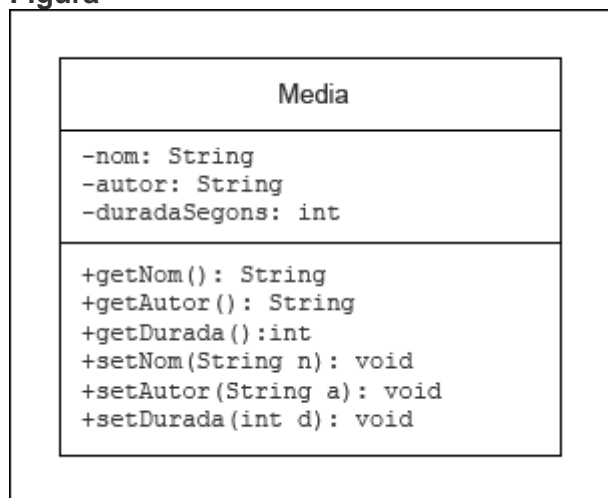 Figura
Media
-nom: String
-autor: String
-duradaSegons: int
+getNom(): String
+getAutor(): String
+getDurada():int
+setNom(String n): void
+setAutor(String a): void
+setDurada(int d): void